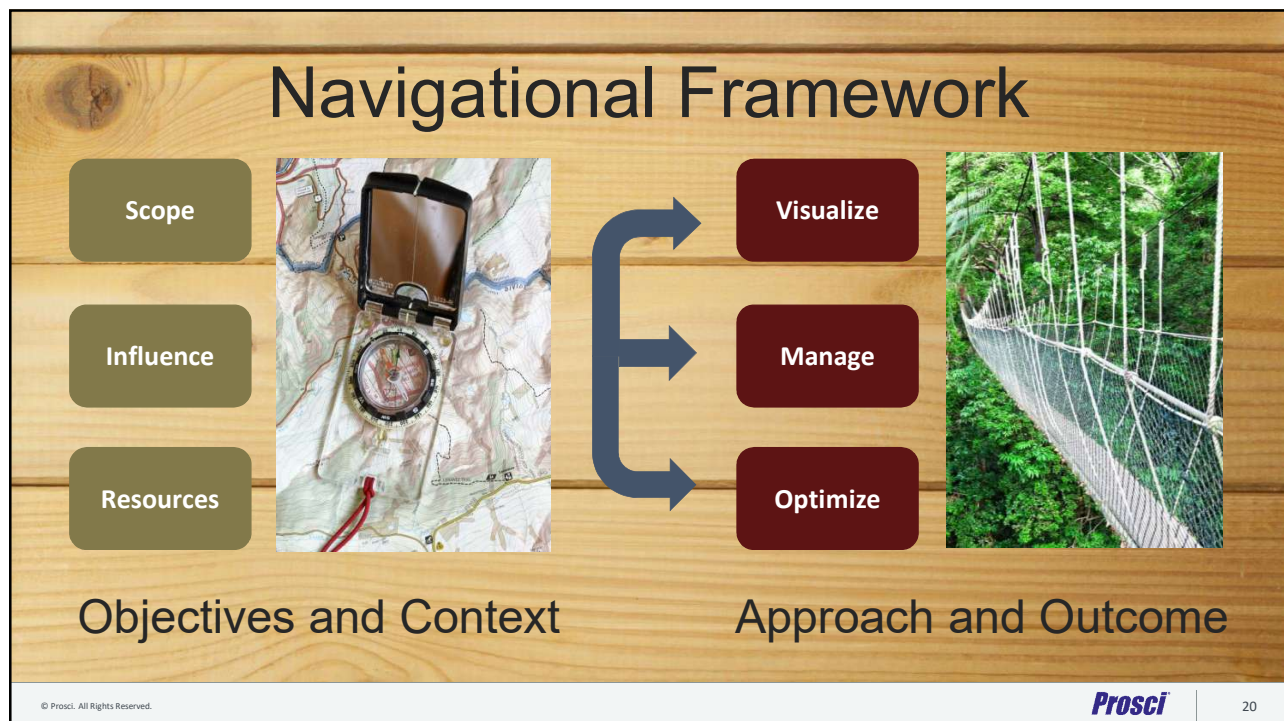 Navigational Framework
Scope
Influence
Resources
Visualize
Manage
Optimize
Objectives and Context
Approach and Outcome
© Prosci. All Rights Reserved.
Prosci
20